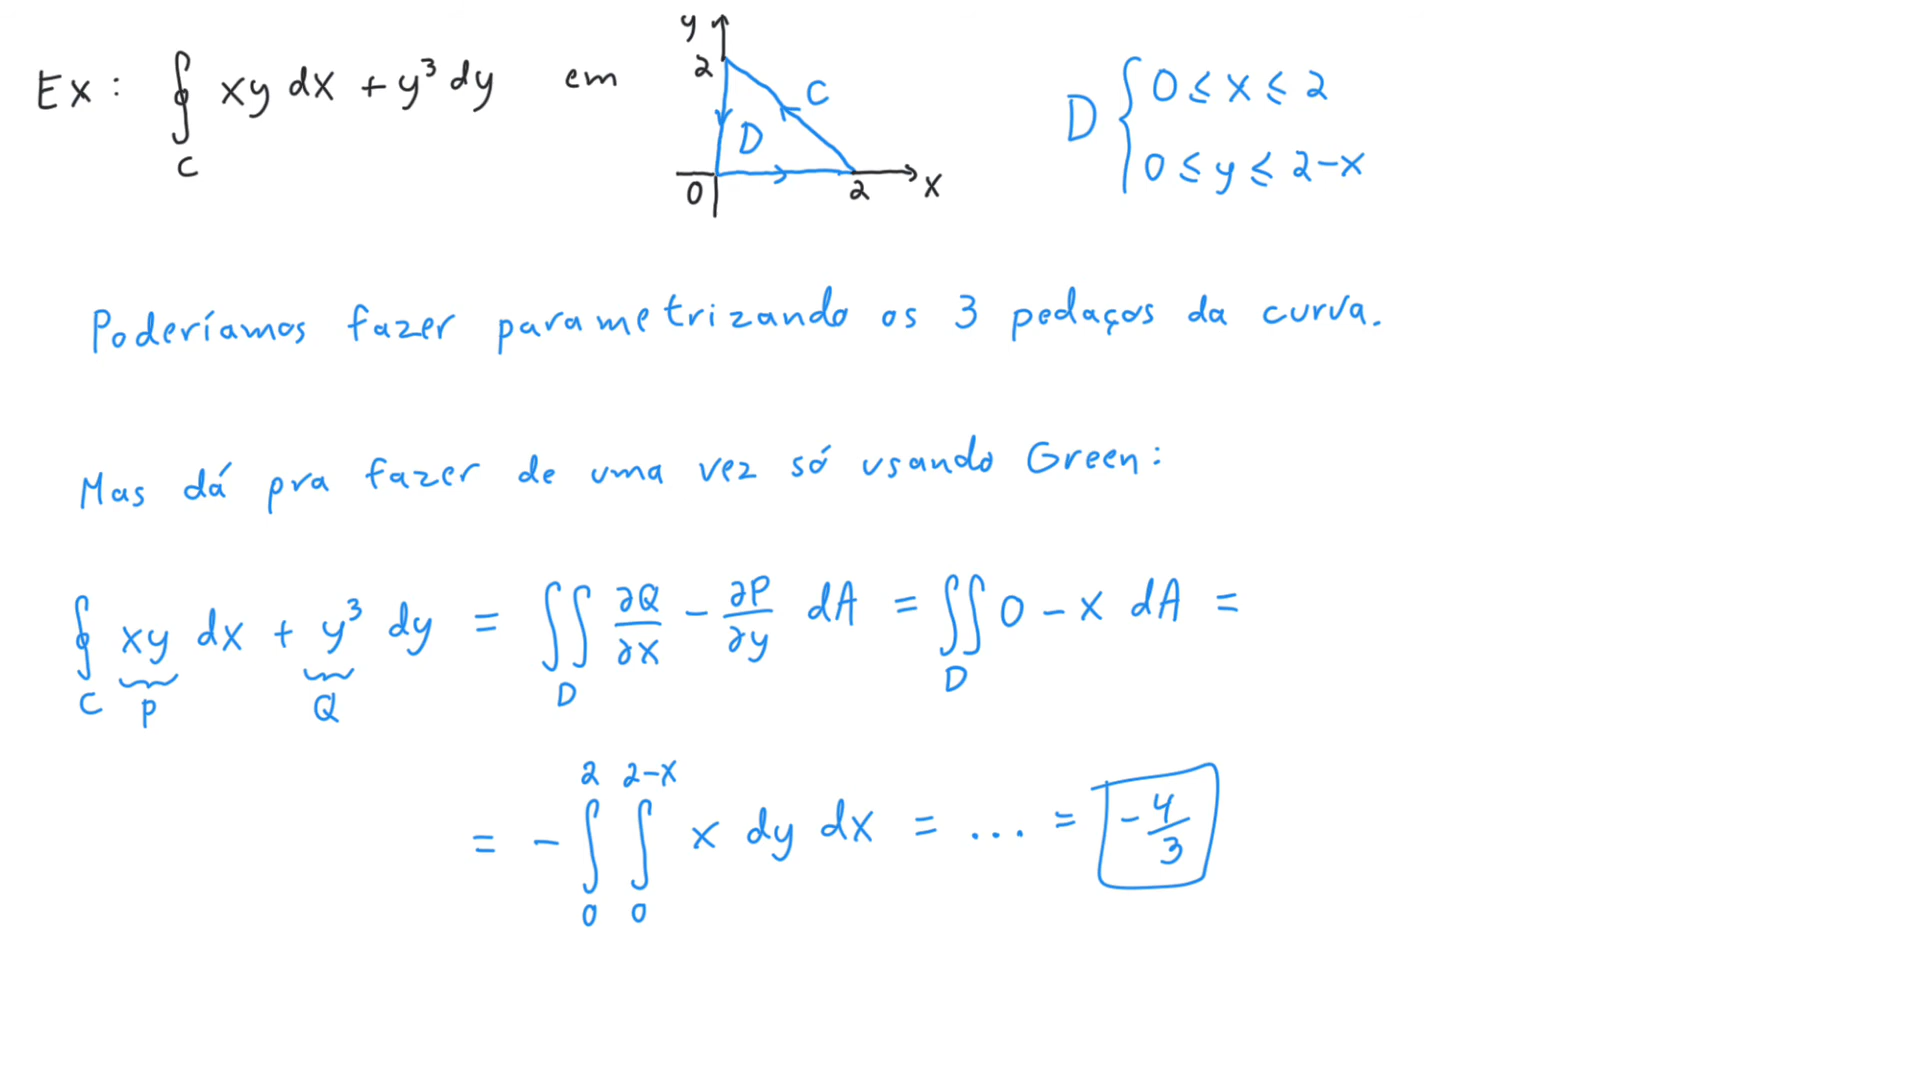 Ex: ∮_C xy dx + y³ dy em
y
2
C
D
0
2
x
D { 0 ≤ x ≤ 2
0 ≤ y ≤ 2-x
Poderíamos fazer parametrizando os 3 pedaços da curva.
Mas dá pra fazer de uma vez só usando Green:
∮_C xy dx + y³ dy = ∬_D ∂Q/∂x - ∂P/∂y dA = ∬_D 0 - x dA =
P Q
= - ∫_0^2 ∫_0^{2-x} x dy dx = ... = -4/3